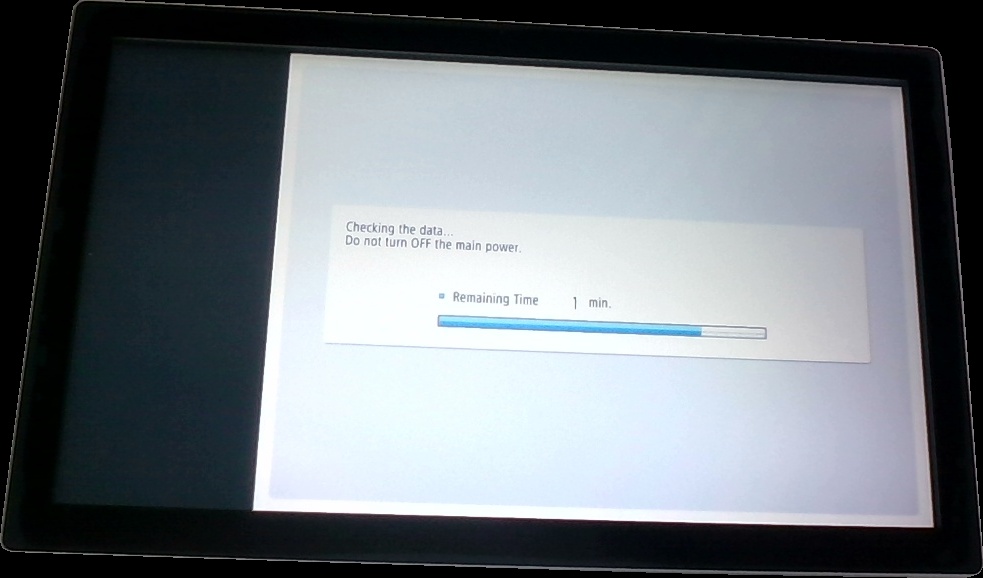 Checking the data...
Do not turn OFF the main power.
Remaining Time 1 min.